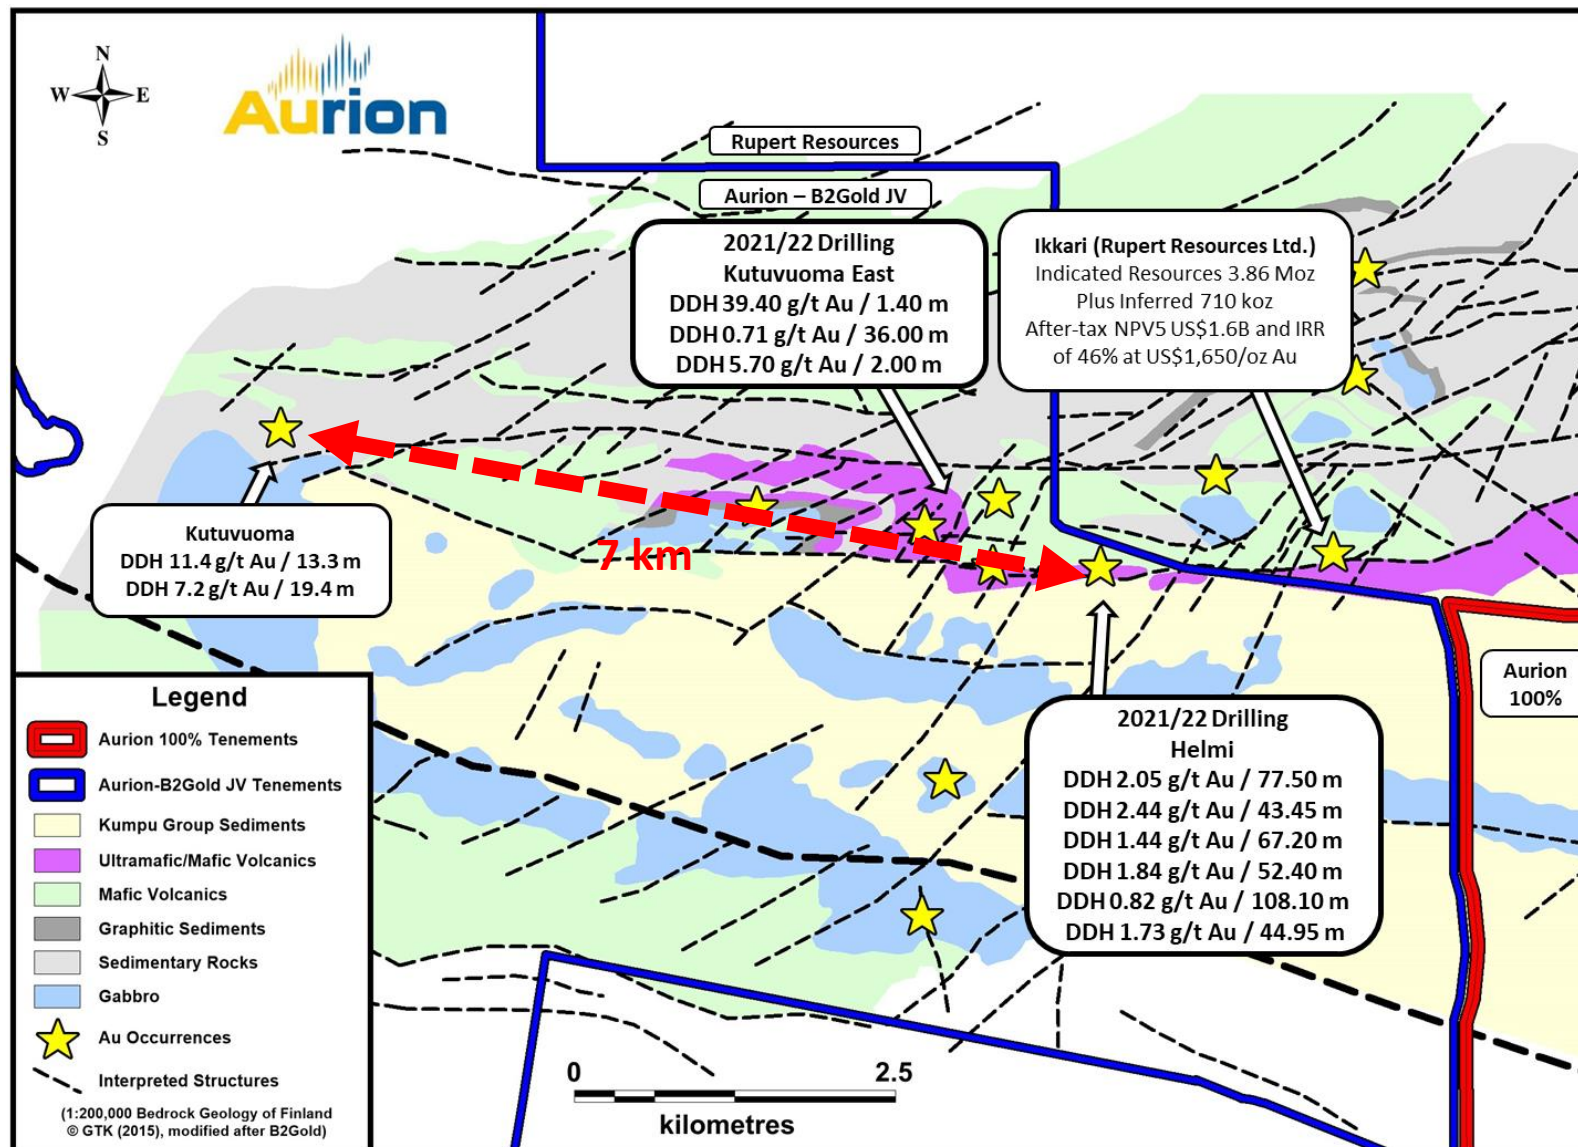 N
W E
S
Aurion
Rupert Resources
Aurion – B2Gold JV
2021/22 Drilling
Kutuvuoma East
DDH 39.40 g/t Au / 1.40 m
DDH 0.71 g/t Au / 36.00 m
DDH 5.70 g/t Au / 2.00 m
Ikkari (Rupert Resources Ltd.)
Indicated Resources 3.86 Moz
Plus Inferred 710 koz
After-tax NPV5 US$1.6B and IRR
of 46% at US$1,650/oz Au
Kutuvuoma
DDH 11.4 g/t Au / 13.3 m
DDH 7.2 g/t Au / 19.4 m
7 km
Aurion
100%
2021/22 Drilling
Helmi
DDH 2.05 g/t Au / 77.50 m
DDH 2.44 g/t Au / 43.45 m
DDH 1.44 g/t Au / 67.20 m
DDH 1.84 g/t Au / 52.40 m
DDH 0.82 g/t Au / 108.10 m
DDH 1.73 g/t Au / 44.95 m
Legend
Aurion 100% Tenements
Aurion-B2Gold JV Tenements
Kumpu Group Sediments
Ultramafic/Mafic Volcanics
Mafic Volcanics
Graphitic Sediments
Sedimentary Rocks
Gabbro
Au Occurrences
Interpreted Structures
(1:200,000 Bedrock Geology of Finland
© GTK (2015), modified after B2Gold)
0 2.5
kilometres